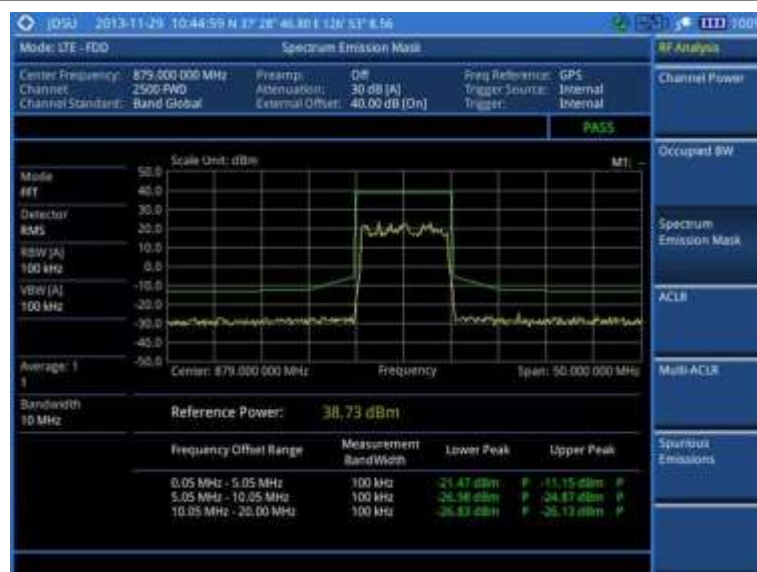 JDSU 2013-11-29 10:44:59 N 37° 28' 46.80 E 126° 53' 8.56 100%
Mode: LTE - FDD Spectrum Emission Mask RF Analysis
Center Frequency: 879.000 000 MHz Preamp: Off Freq Reference: GPS
Channel: 2500 FWD Attenuation: 30 dB [A] Trigger Source: Internal
Channel Standard: Band Global External Offset: 40.00 dB [On] Trigger: Internal
PASS
Channel Power
Occupied BW
Spectrum
Emission Mask
ACLR
Multi-ACLR
Spurious
Emissions
Scale Unit: dBm M1: --
Mode
FFT
Detector
RMS
RBW [A]
100 kHz
VBW [A]
100 kHz
Average: 1
1
Bandwidth
10 MHz
50.0
40.0
30.0
20.0
10.0
0.0
-10.0
-20.0
-30.0
-40.0
-50.0
Center: 879.000 000 MHz Frequency Span: 50.000 000 MHz
Reference Power: 38.73 dBm
Frequency Offset Range Measurement BandWidth Lower Peak Upper Peak
0.05 MHz - 5.05 MHz 100 kHz -21.47 dBm P -11.15 dBm P
5.05 MHz - 10.05 MHz 100 kHz -26.98 dBm P -24.87 dBm P
10.05 MHz - 20.00 MHz 100 kHz -26.83 dBm P -26.13 dBm P